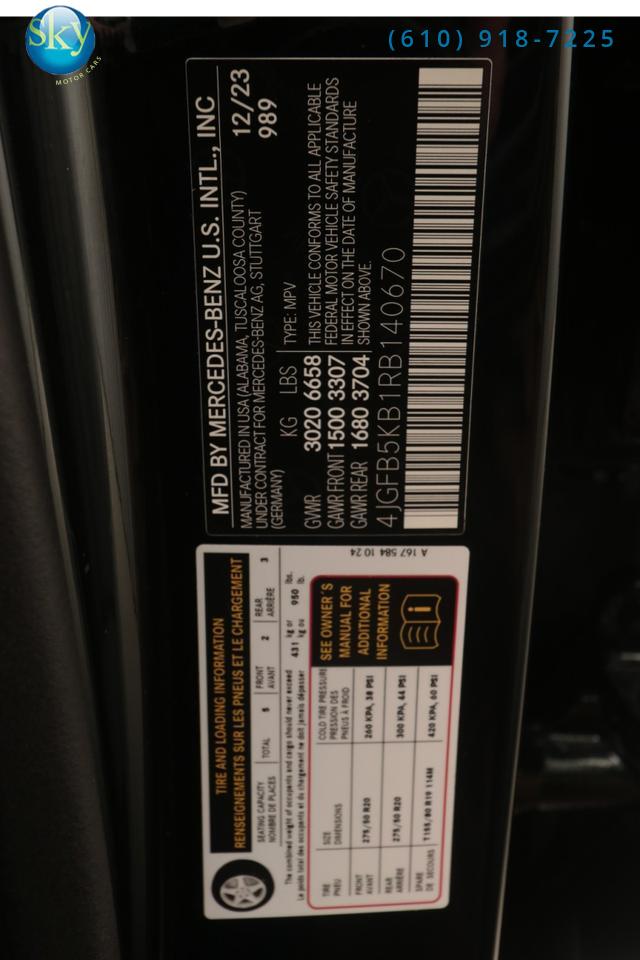 Sky
MOTOR CARS
(610) 918-7225
MFD BY MERCEDES-BENZ U.S. INTL., INC
MANUFACTURED IN USA (ALABAMA, TUSCALOOSA COUNTY)
UNDER CONTRACT FOR MERCEDES-BENZ AG, STUTTGART
(GERMANY)
12/23
989
KG LBS
GVWR 3020 6658
GAWR FRONT 1500 3307
GAWR REAR 1680 3704
TYPE: MPV
THIS VEHICLE CONFORMS TO ALL APPLICABLE
FEDERAL MOTOR VEHICLE SAFETY STANDARDS
IN EFFECT ON THE DATE OF MANUFACTURE
SHOWN ABOVE.
4JGFB5KB1RB140670
TIRE AND LOADING INFORMATION
RENSEIGNEMENTS SUR LES PNEUS ET LE CHARGEMENT
SEATING CAPACITY TOTAL 5 FRONT 2 REAR 3
NOMBRE DE PLACES AVANT ARRIÈRE
The combined weight of occupants and cargo should never exceed 431 kg or 950 lbs.
Le poids total des occupants et du chargement ne doit jamais dépasser kg ou lb.
TIRE SIZE COLD TIRE PRESSURE
PNEU DIMENSIONS PRESSION DES
PNEUS À FROID
FRONT 275/50 R20 260 KPA, 38 PSI
AVANT
REAR 275/50 R20 300 KPA, 44 PSI
ARRIÈRE
SPARE T155/80 R19 114M 420 KPA, 60 PSI
DE SECOURS
SEE OWNER'S
MANUAL FOR
ADDITIONAL
INFORMATION
i
A 167 584 10 24